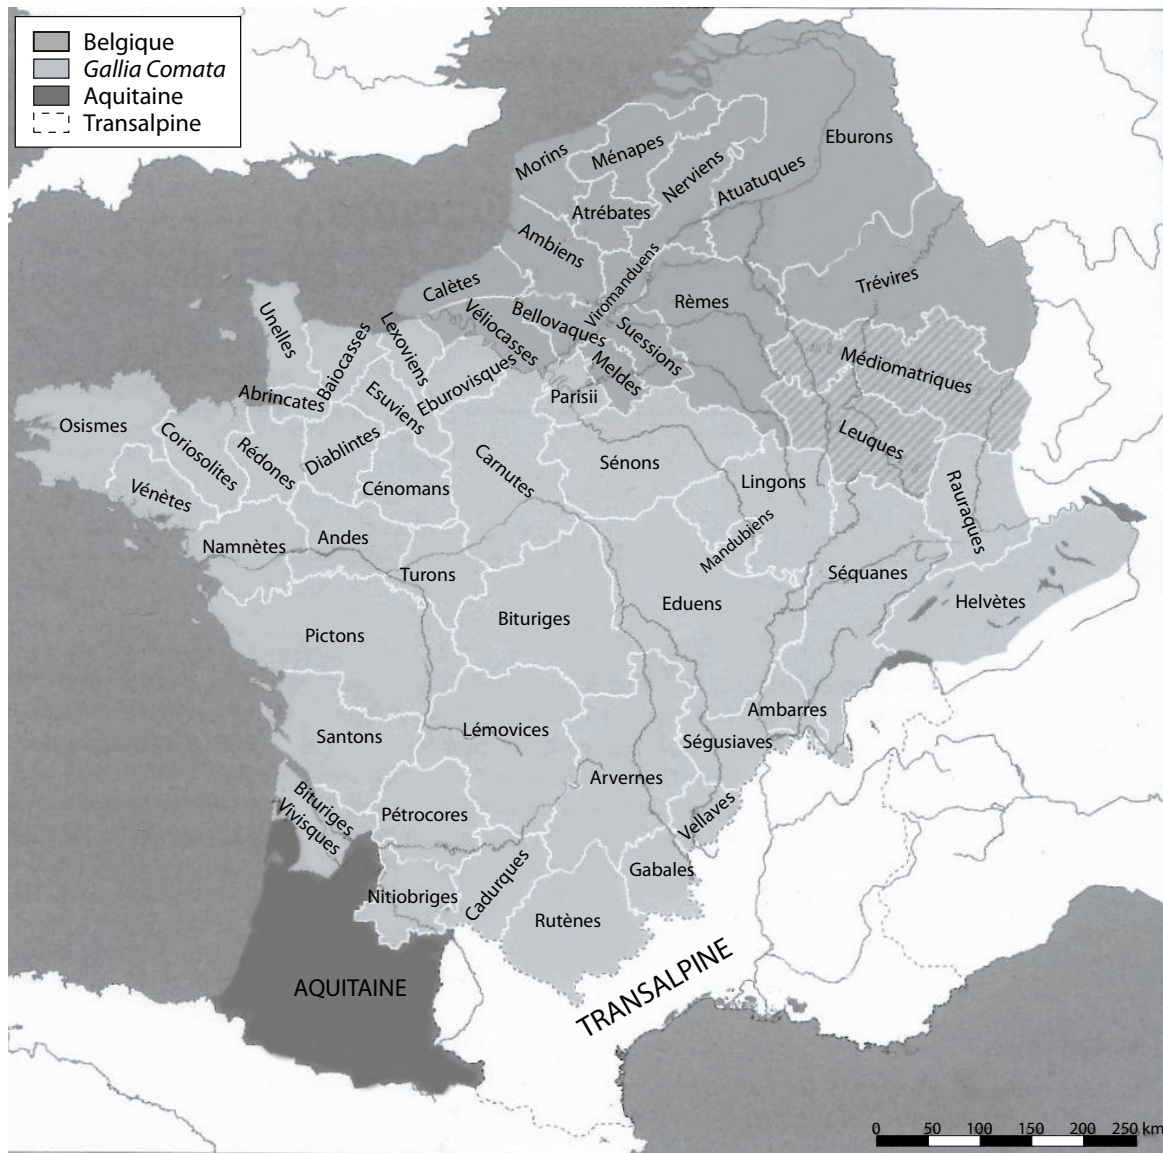 Belgique
Gallia Comata
Aquitaine
Transalpine
Eburons
Morins
Ménapes
Nerviens
Atuatuques
Atrébates
Ambiens
Viromanduens
Trévires
Calètes
Rèmes
Véliocasses
Bellovaques
Suessions
Unelles
Baiocasses
Lexoviens
Meldes
Médiomatriques
Eburovisques
Parisii
Abrincates
Esuviens
Osismes
Coriosolites
Rédones
Diablintes
Leuques
Carnutes
Sénons
Lingons
Rauraques
Vénètes
Cénomans
Mandubiens
Namnètes
Andes
Turons
Séquanes
Helvètes
Eduens
Bituriges
Pictons
Ambarres
Santons
Lémovices
Ségusiaves
Arvernes
Bituriges
Vivisques
Pétrocores
Vellaves
Gabales
Nitiobriges
Cadurques
Rutènes
AQUITAINE
TRANSALPINE
0 50 100 150 200 250 km